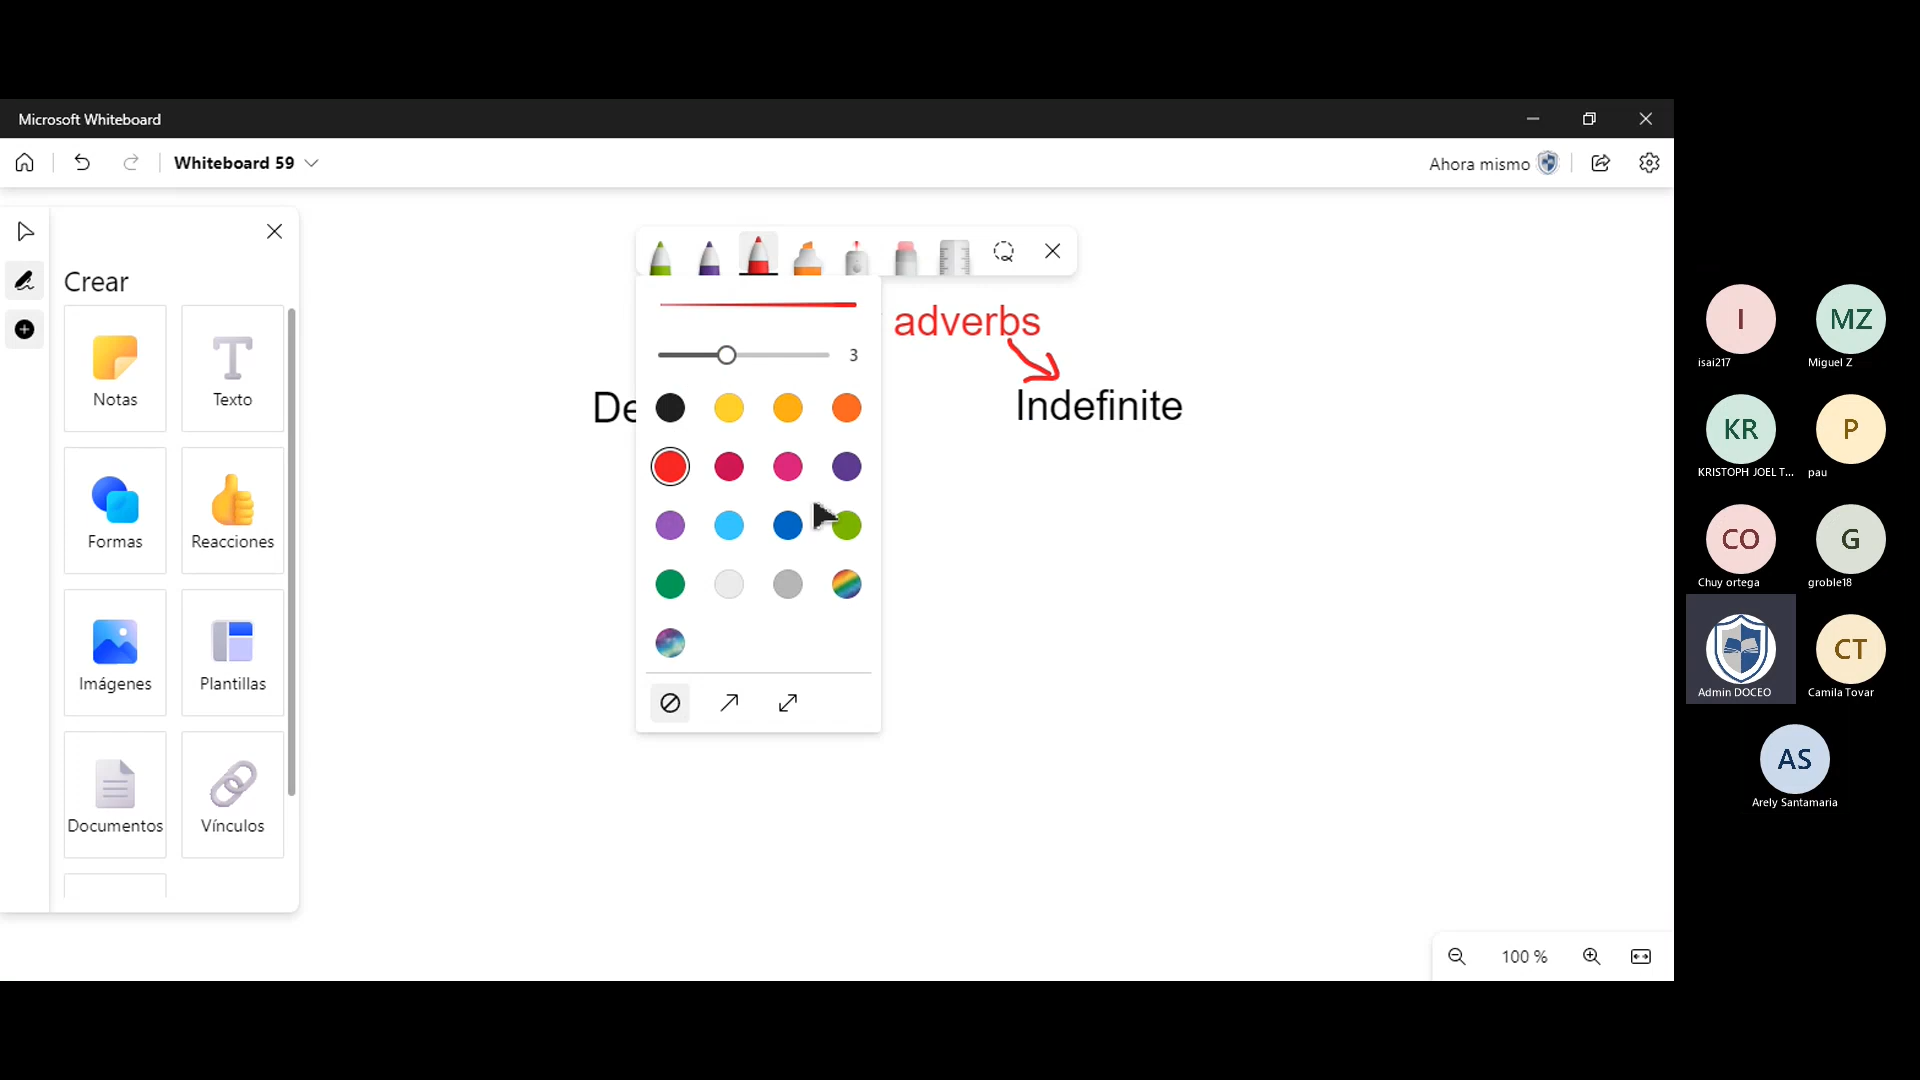 Microsoft Whiteboard
Whiteboard 59
Ahora mismo
Crear
Notas
Texto
Formas
Reacciones
Imágenes
Plantillas
Documentos
Vínculos
3
adverbs
De
Indefinite
100 %
I
isai217
MZ
Miguel Z
KR
KRISTOPH JOEL T...
P
pau
CO
Chuy ortega
G
groble18
Admin DOCEO
CT
Camila Tovar
AS
Arely Santamaria